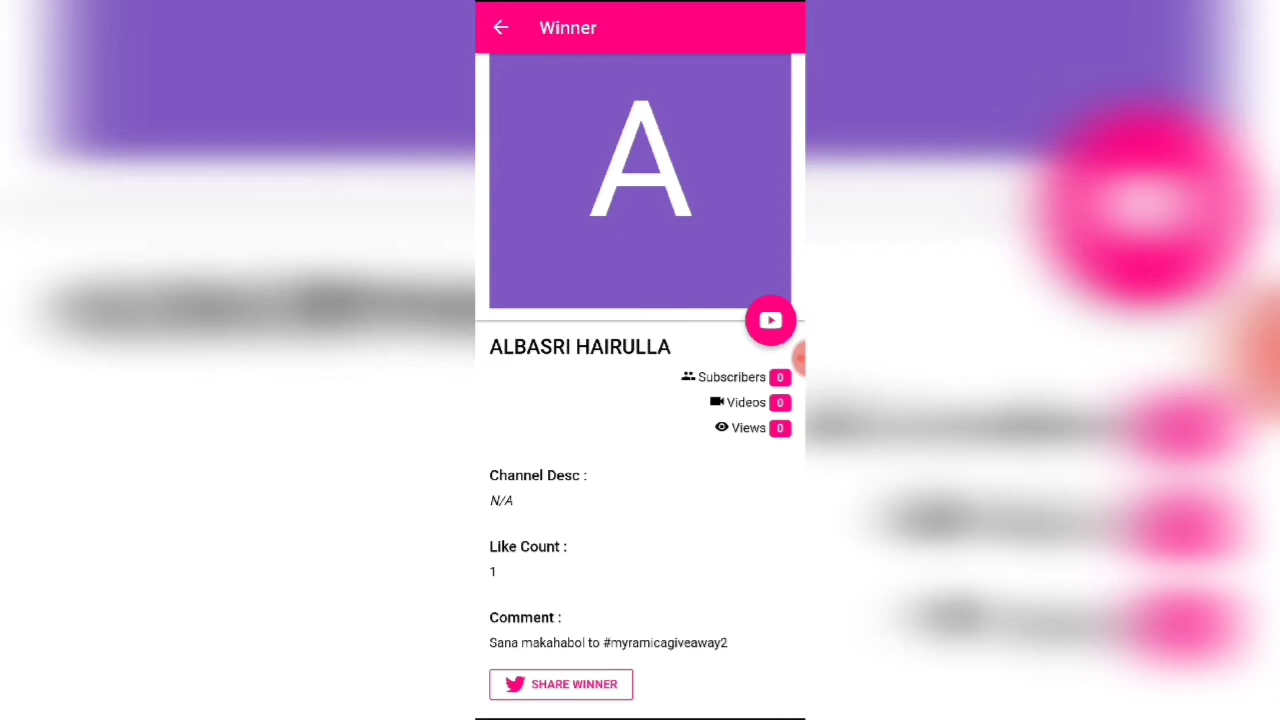 Winner
A
ALBASRI HAIRULLA
Subscribers 0
Videos 0
Views 0
Channel Desc :
N/A
Like Count :
1
Comment :
Sana makahabol to #myramicagiveaway2
SHARE WINNER